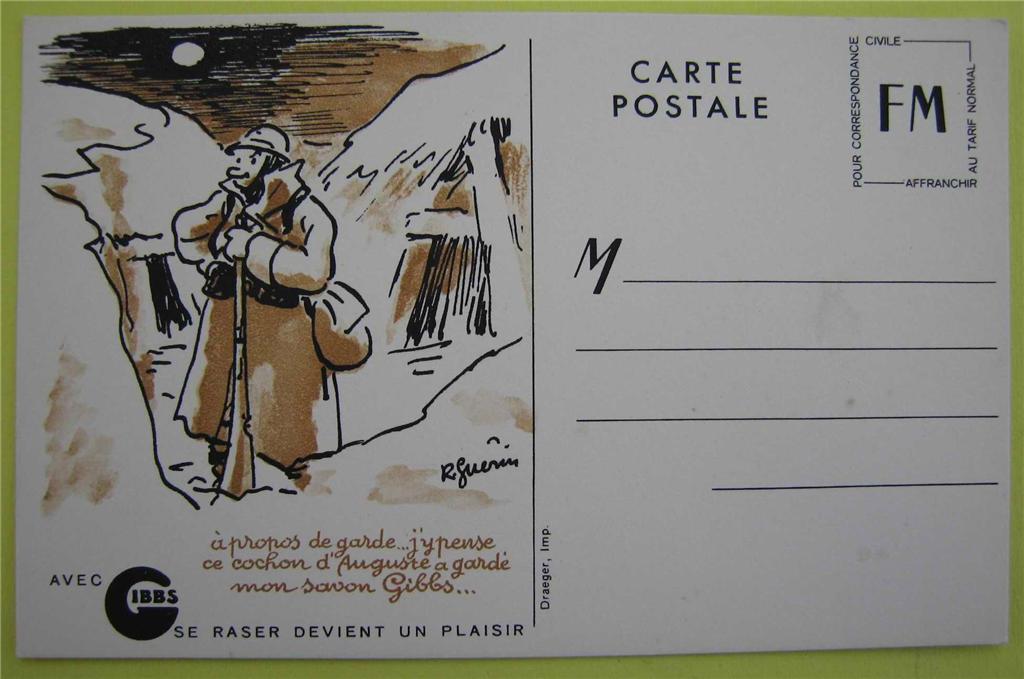 R. Guérin
à propos de garde... j'y pense
ce cochon d'Auguste a gardé
mon savon Gibbs...
AVEC GIBBS
SE RASER DEVIENT UN PLAISIR
Draeger, Imp.
CARTE
POSTALE
POUR CORRESPONDANCE
CIVILE
FM
AU TARIF NORMAL
AFFRANCHIR
M